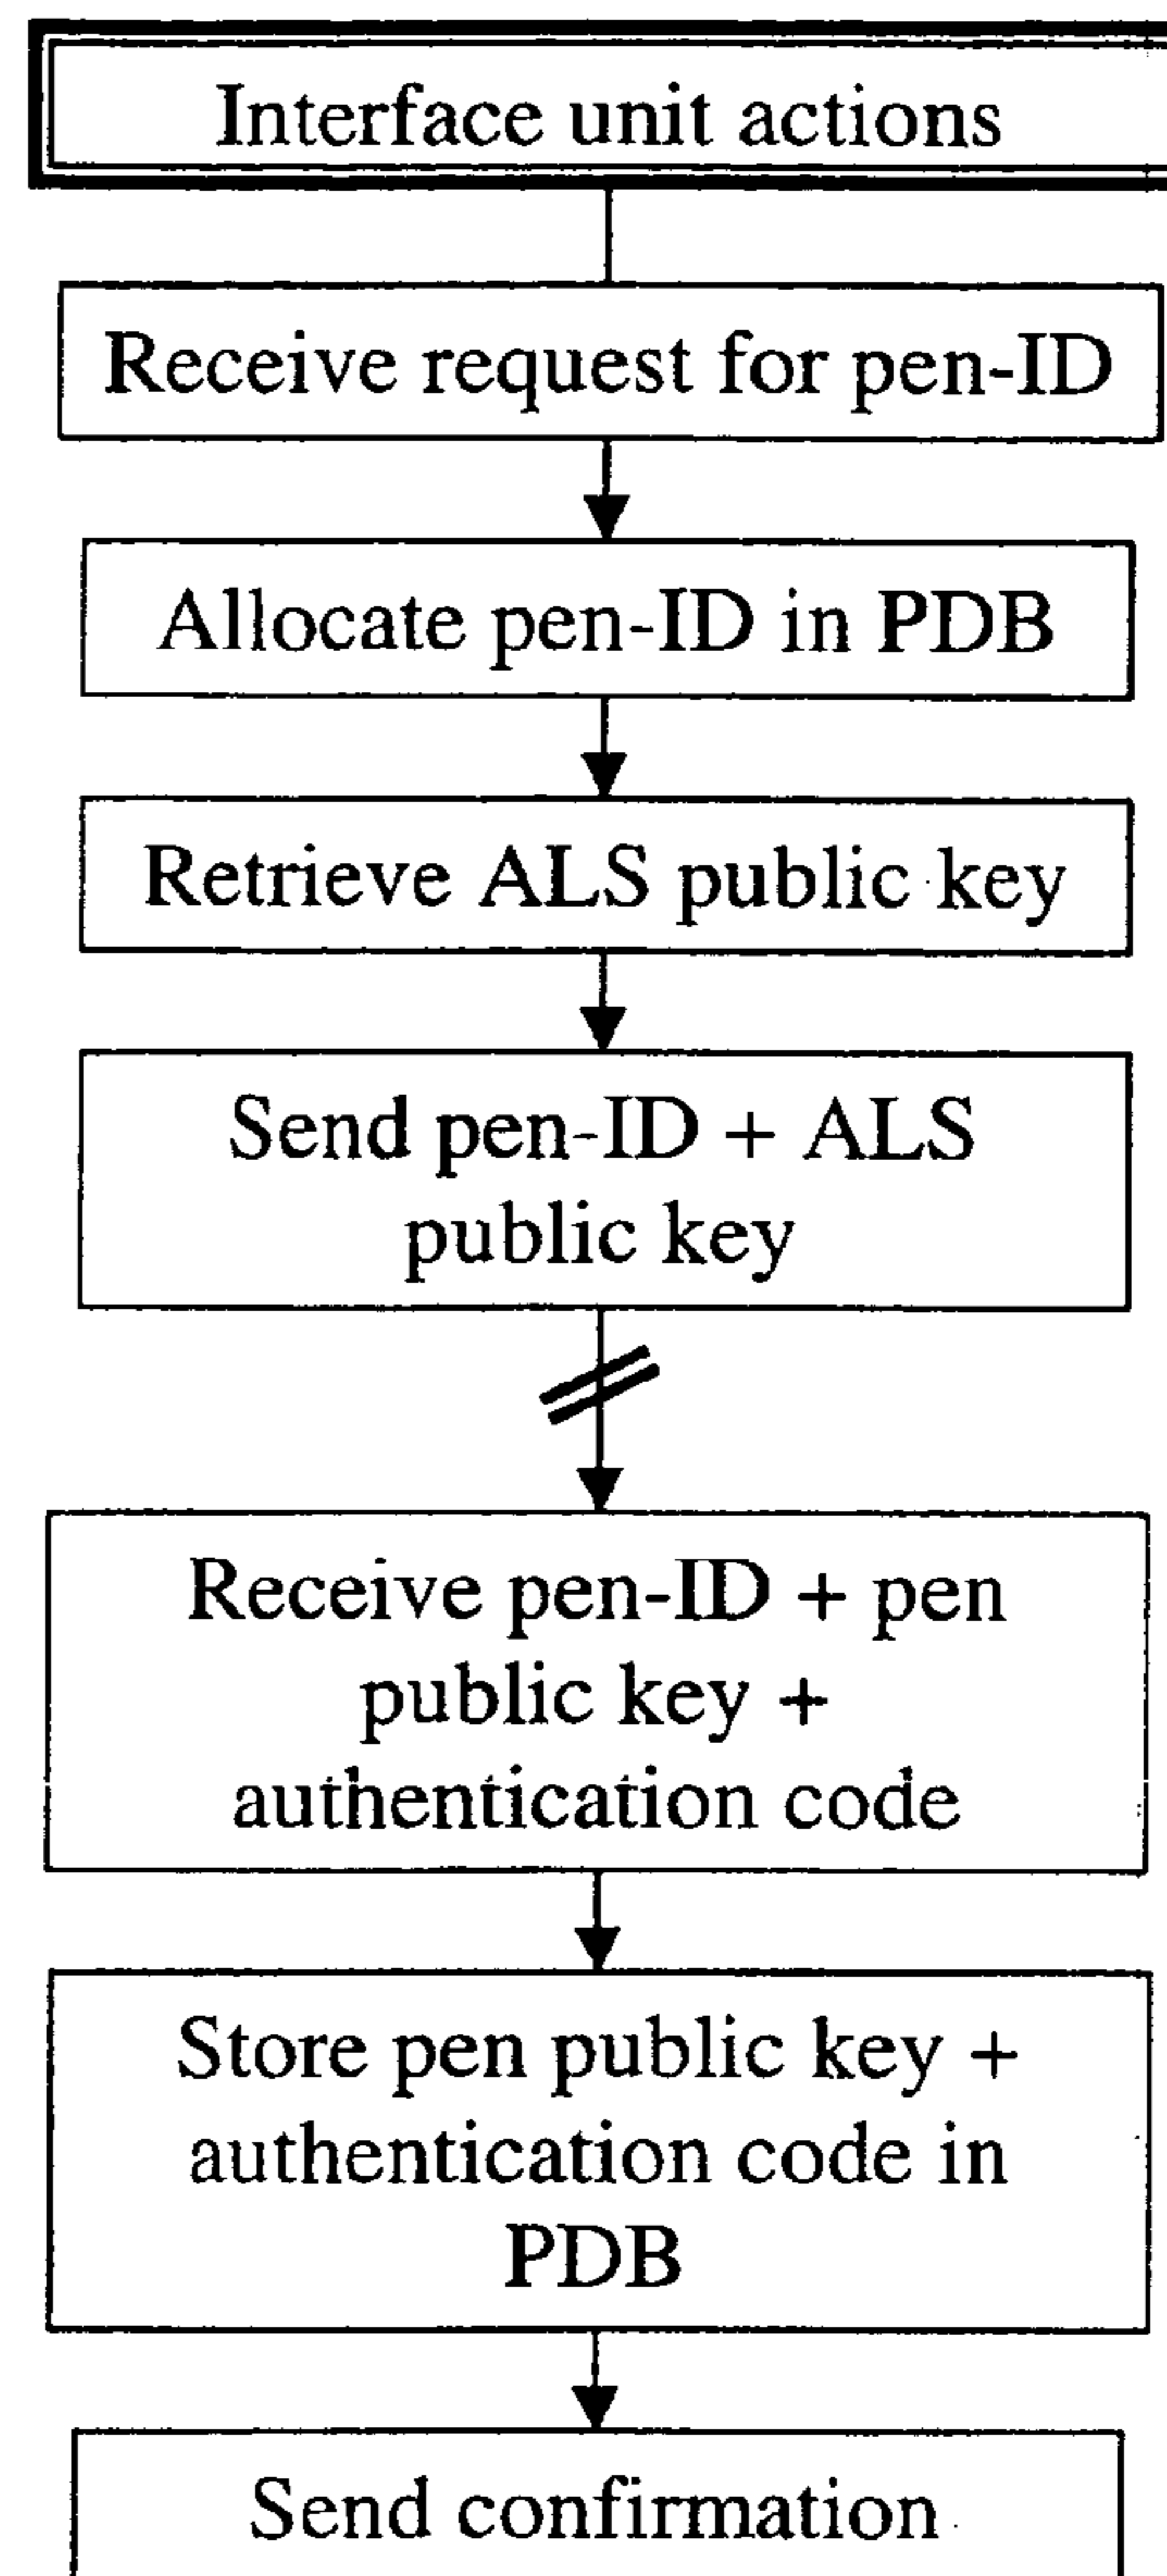 Interface unit actions
Receive request for pen-ID
Allocate pen-ID in PDB
Retrieve ALS public key
Send pen-ID + ALS
public key
Receive pen-ID + pen
public key +
authentication code
Store pen public key +
authentication code in
PDB
Send confirmation